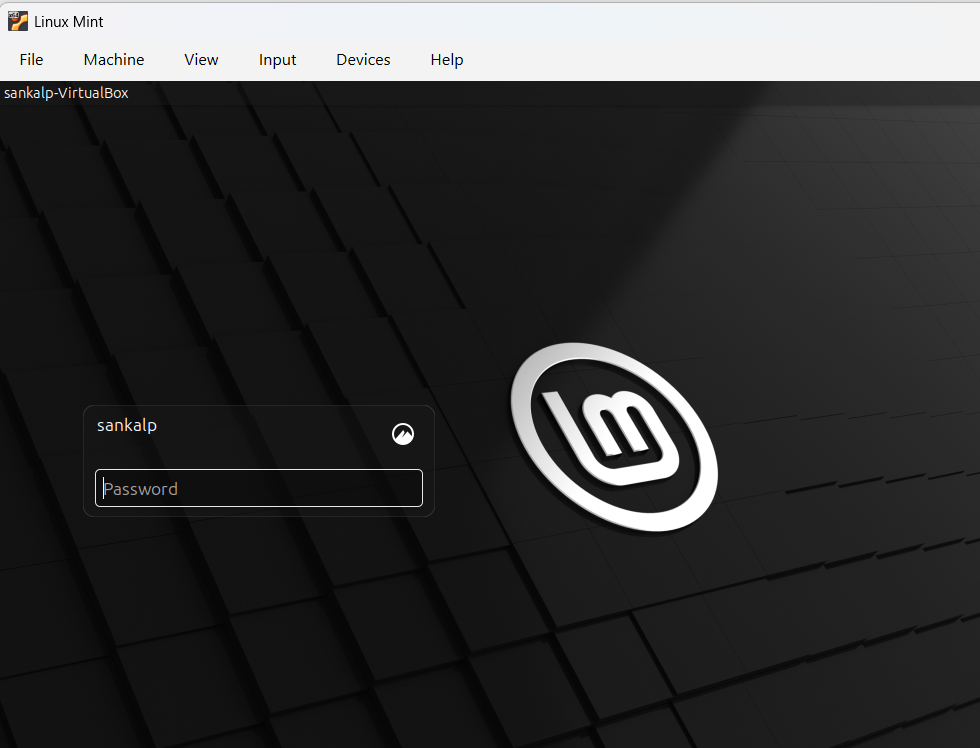 Linux Mint
File Machine View Input Devices Help
sankalp-VirtualBox
sankalp
Password